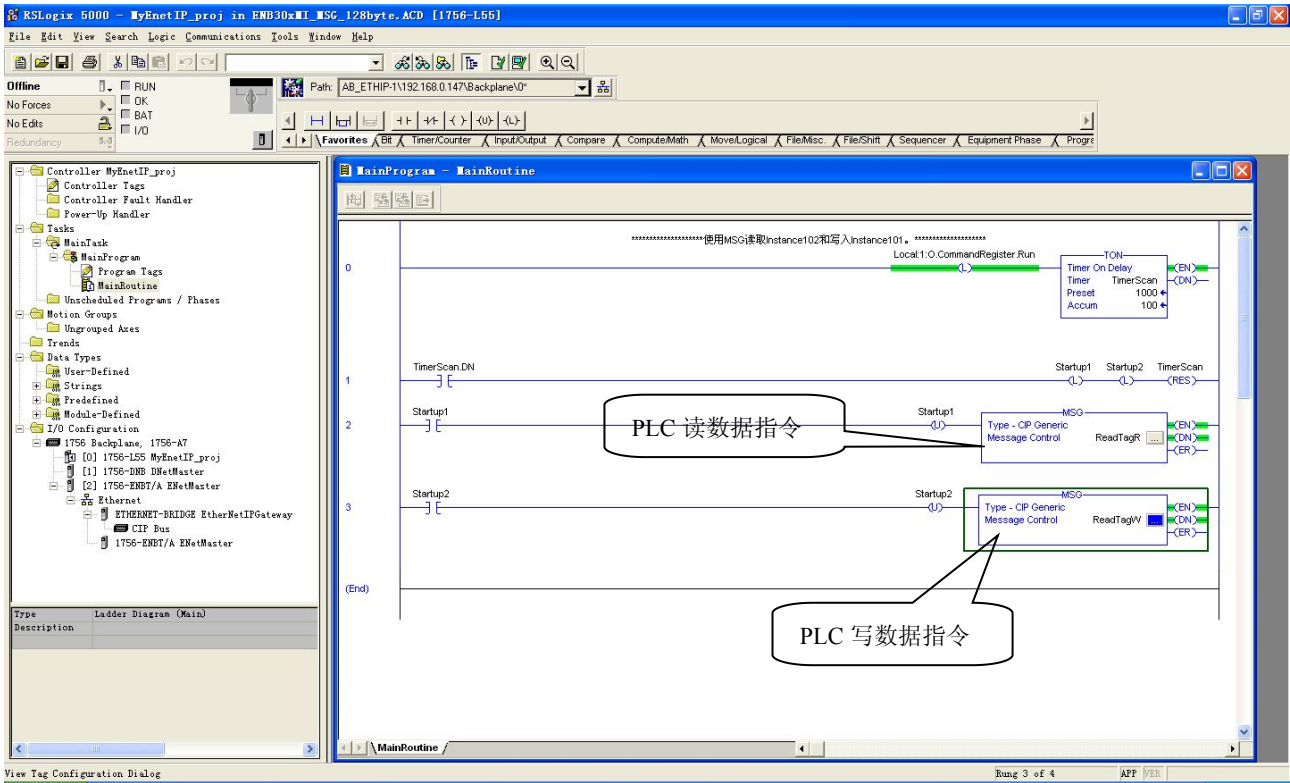 RSLogix 5000 - MyEnetIP_proj in ENB30xMI_MSG_128byte.ACD [1756-L55]
File Edit View Search Logic Communications Tools Window Help
Offline
RUN
Path: AB_ETHIP-1\192.168.0.147\Backplane\0*
No Forces
OK
No Edits
BAT
Redundancy
I/O
Favorites Bit Timer/Counter Input/Output Compare Compute/Math Move/Logical File/Misc. File/Shift Sequencer Equipment Phase Progra
Controller MyEnetIP_proj
Controller Tags
Controller Fault Handler
Power-Up Handler
Tasks
MainTask
MainProgram
Program Tags
MainRoutine
Unscheduled Programs / Phases
Motion Groups
Ungrouped Axes
Trends
Data Types
User-Defined
Strings
Predefined
Module-Defined
I/O Configuration
1756 Backplane, 1756-A7
[0] 1756-L55 MyEnetIP_proj
[1] 1756-DNB DNetMaster
[2] 1756-ENBT/A ENetMaster
Ethernet
ETHERNET-BRIDGE EtherNetIPGateway
CIP Bus
1756-ENBT/A ENetMaster
Type Ladder Diagram (Main)
Description
MainProgram - MainRoutine
********************使用MSG读取Instance102和写入Instance101。********************
0
Local:1:O.CommandRegister.Run
(L)
TON
Timer On Delay
Timer TimerScan
Preset 1000
Accum 100
(EN)
(DN)
1
TimerScan.DN
Startup1 Startup2 TimerScan
(L) (L) (RES)
2
Startup1
PLC 读数据指令
Startup1
(U)
MSG
Type - CIP Generic
Message Control ReadTagR ...
(EN)
(DN)
(ER)
3
Startup2
Startup2
(U)
MSG
Type - CIP Generic
Message Control ReadTagW ...
(EN)
(DN)
(ER)
(End)
PLC 写数据指令
MainRoutine
View Tag Configuration Dialog
Rung 3 of 4 APP VER